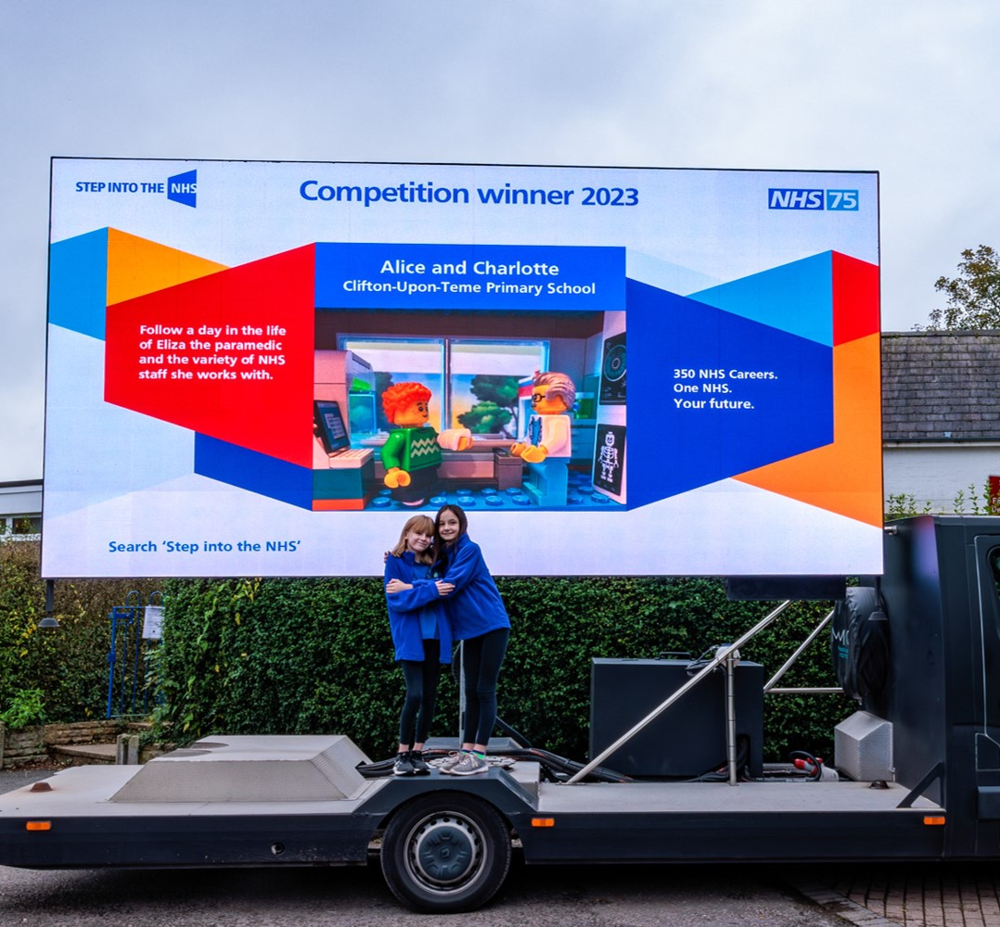 STEP INTO THE NHS
Competition winner 2023
NHS 75
Alice and Charlotte
Clifton-Upon-Teme Primary School
Follow a day in the life
of Eliza the paramedic
and the variety of NHS
staff she works with.
350 NHS Careers.
One NHS.
Your future.
Search ‘Step into the NHS’